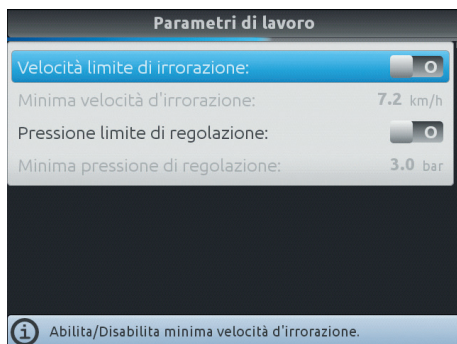 Parametri di lavoro
Velocità limite di irrorazione: O
Minima velocità d'irrorazione: 7.2 km/h
Pressione limite di regolazione: O
Minima pressione di regolazione: 3.0 bar
i Abilita/Disabilita minima velocità d'irrorazione.